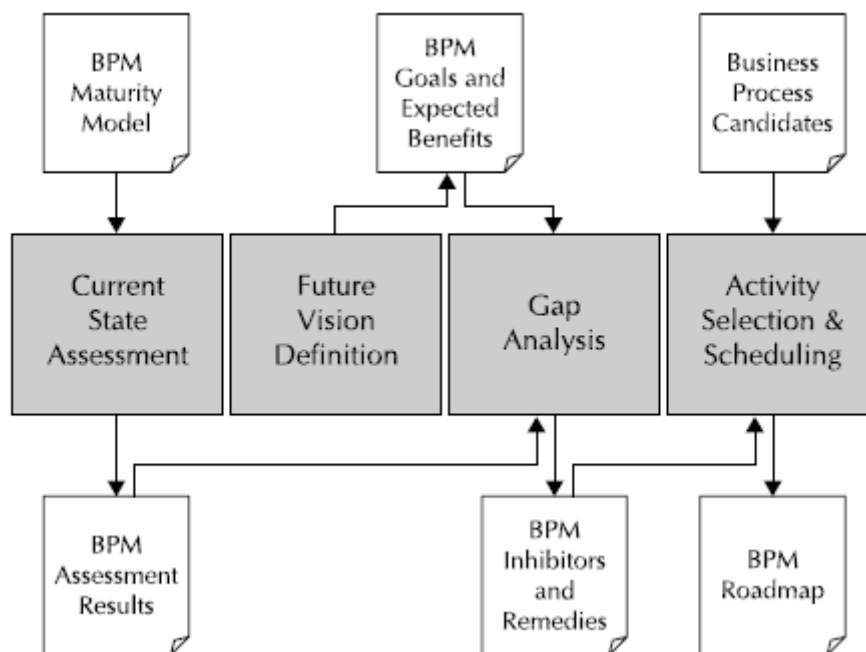 BPM
Maturity
Model
BPM
Goals and
Expected
Benefits
Business
Process
Candidates
Current
State
Assessment
Future
Vision
Definition
Gap
Analysis
Activity
Selection &
Scheduling
BPM
Assessment
Results
BPM
Inhibitors
and
Remedies
BPM
Roadmap